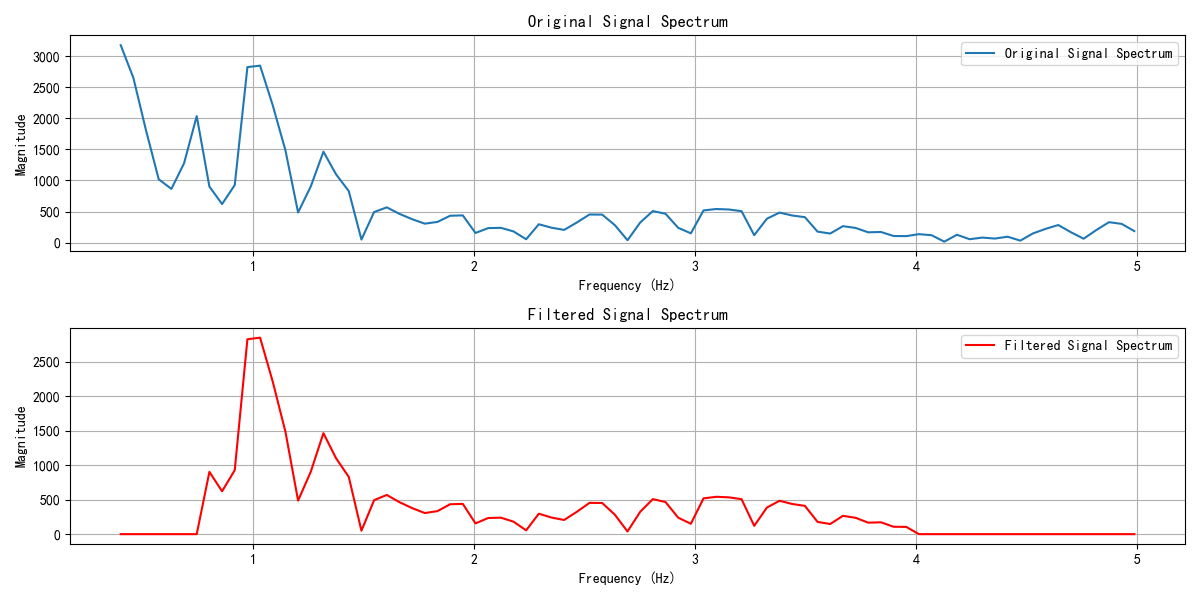 Original Signal Spectrum
Original Signal Spectrum
3000
2500
2000
1500
1000
500
0
Magnitude
1 2 3 4 5
Frequency (Hz)
Filtered Signal Spectrum
Filtered Signal Spectrum
2500
2000
1500
1000
500
0
Magnitude
1 2 3 4 5
Frequency (Hz)